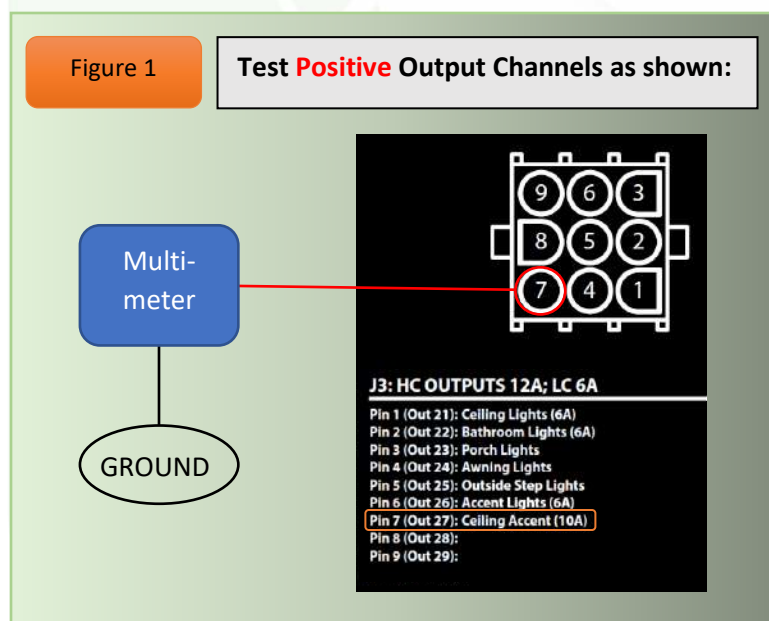 Figure 1
Test Positive Output Channels as shown:
9 6 3
8 5 2
7 4 1
Multi-
meter
GROUND
J3: HC OUTPUTS 12A; LC 6A
Pin 1 (Out 21): Ceiling Lights (6A)
Pin 2 (Out 22): Bathroom Lights (6A)
Pin 3 (Out 23): Porch Lights
Pin 4 (Out 24): Awning Lights
Pin 5 (Out 25): Outside Step Lights
Pin 6 (Out 26): Accent Lights (6A)
Pin 7 (Out 27): Ceiling Accent (10A)
Pin 8 (Out 28):
Pin 9 (Out 29):